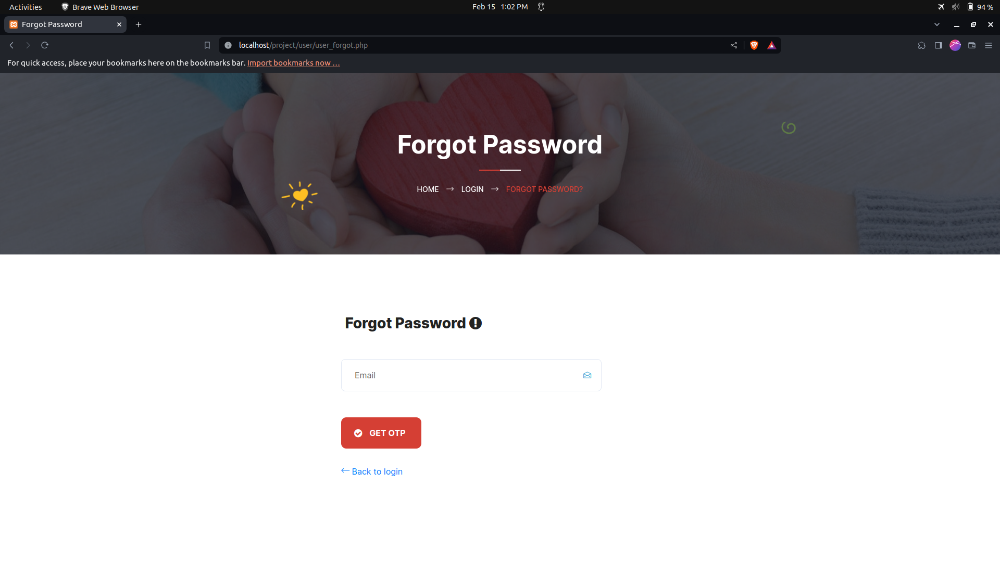 Activities Brave Web Browser Feb 15 1:02 PM 94 %
Forgot Password
localhost/project/user/user_forgot.php
For quick access, place your bookmarks here on the bookmarks bar. Import bookmarks now …
Forgot Password
HOME LOGIN FORGOT PASSWORD?
Forgot Password
Email
GET OTP
Back to login